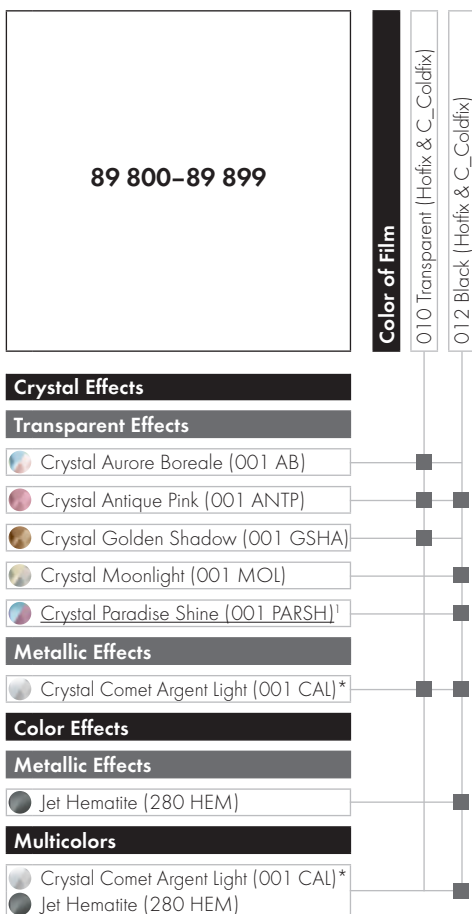 89 800–89 899
Color of Film
010 Transparent (Hotfix & C_Coldfix)
012 Black (Hotfix & C_Coldfix)
Crystal Effects
Transparent Effects
Crystal Aurore Boreale (001 AB)
Crystal Antique Pink (001 ANTP)
Crystal Golden Shadow (001 GSHA)
Crystal Moonlight (001 MOL)
Crystal Paradise Shine (001 PARSH)¹
Metallic Effects
Crystal Comet Argent Light (001 CAL)*
Color Effects
Metallic Effects
Jet Hematite (280 HEM)
Multicolors
Crystal Comet Argent Light (001 CAL)*
Jet Hematite (280 HEM)